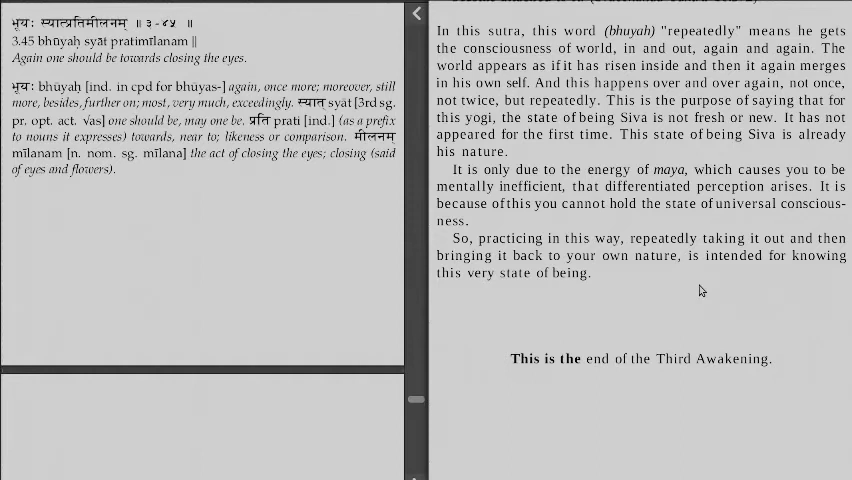 भूयः स्यात्प्रतिमीलनम् ॥ ३-४५ ॥
3.45 bhūyaḥ syāt pratimīlanam ||
Again one should be towards closing the eyes.
भूयः bhūyaḥ [ind. in cpd for bhūyas-] again, once more; moreover, still
more, besides, further on; most, very much, exceedingly. स्यात् syāt [3rd sg.
pr. opt. act. √as] one should be, may one be. प्रति prati [ind.] (as a prefix
to nouns it expresses) towards, near to; likeness or comparison. मीलनम्
mīlanam [n. nom. sg. mīlana] the act of closing the eyes; closing (said
of eyes and flowers).
In this sutra, this word (bhuyah) "repeatedly" means he gets
the consciousness of world, in and out, again and again. The
world appears as if it has risen inside and then it again merges
in his own self. And this happens over and over again, not once,
not twice, but repeatedly. This is the purpose of saying that for
this yogi, the state of being Siva is not fresh or new. It has not
appeared for the first time. This state of being Siva is already
his nature.
It is only due to the energy of maya, which causes you to be
mentally inefficient, that differentiated perception arises. It is
because of this you cannot hold the state of universal conscious-
ness.
So, practicing in this way, repeatedly taking it out and then
bringing it back to your own nature, is intended for knowing
this very state of being.
This is the end of the Third Awakening.